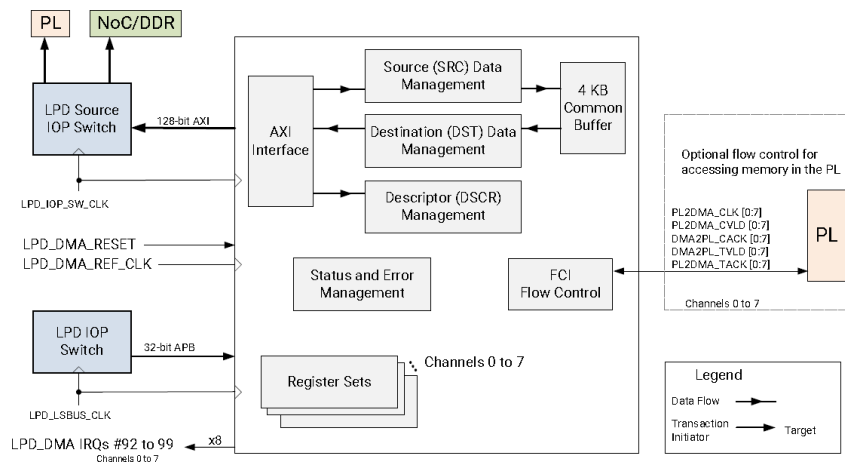 PL
NoC/DDR
LPD Source
IOP Switch
128-bit AXI
LPD_IOP_SW_CLK
LPD_DMA_RESET
LPD_DMA_REF_CLK
LPD IOP
Switch
32-bit APB
LPD_LSBUS_CLK
LPD_DMA IRQs #92 to 99
Channels 0 to 7
x8
AXI
Interface
Source (SRC) Data
Management
Destination (DST) Data
Management
Descriptor (DSCR)
Management
4 KB
Common
Buffer
Status and Error
Management
FCI
Flow Control
Register Sets
Channels 0 to 7
Optional flow control for
accessing memory in the PL
PL2DMA_CLK [0:7]
PL2DMA_CVLD [0:7]
DMA2PL_CACK [0:7]
DMA2PL_TVLD [0:7]
PL2DMA_TACK [0:7]
PL
Channels 0 to 7
Legend
Data Flow
Transaction
Initiator
Target